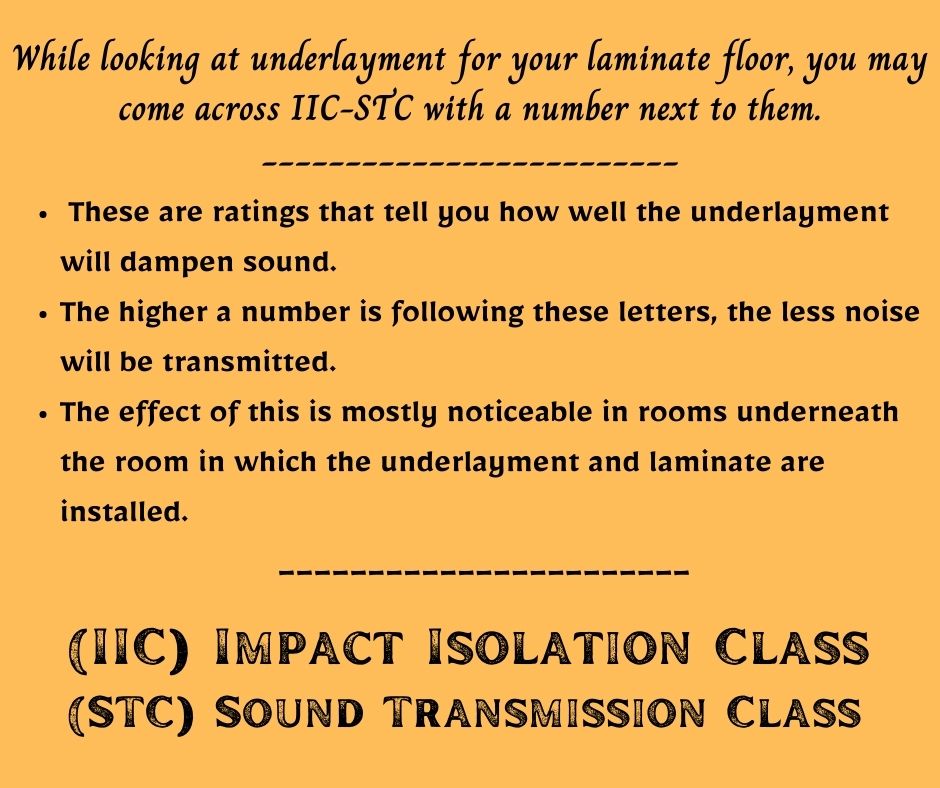 While looking at underlayment for your laminate floor, you may
come across IIC-STC with a number next to them.
-------------------------
• These are ratings that tell you how well the underlayment
will dampen sound.
• The higher a number is following these letters, the less noise
will be transmitted.
• The effect of this is mostly noticeable in rooms underneath
the room in which the underlayment and laminate are
installed.
-----------------------
(IIC) Impact Isolation Class
(STC) Sound Transmission Class